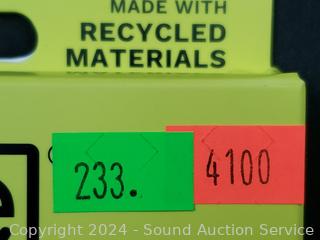 MADE WITH
RECYCLED
MATERIALS
233.
4100
Copyright 2024 - Sound Auction Service